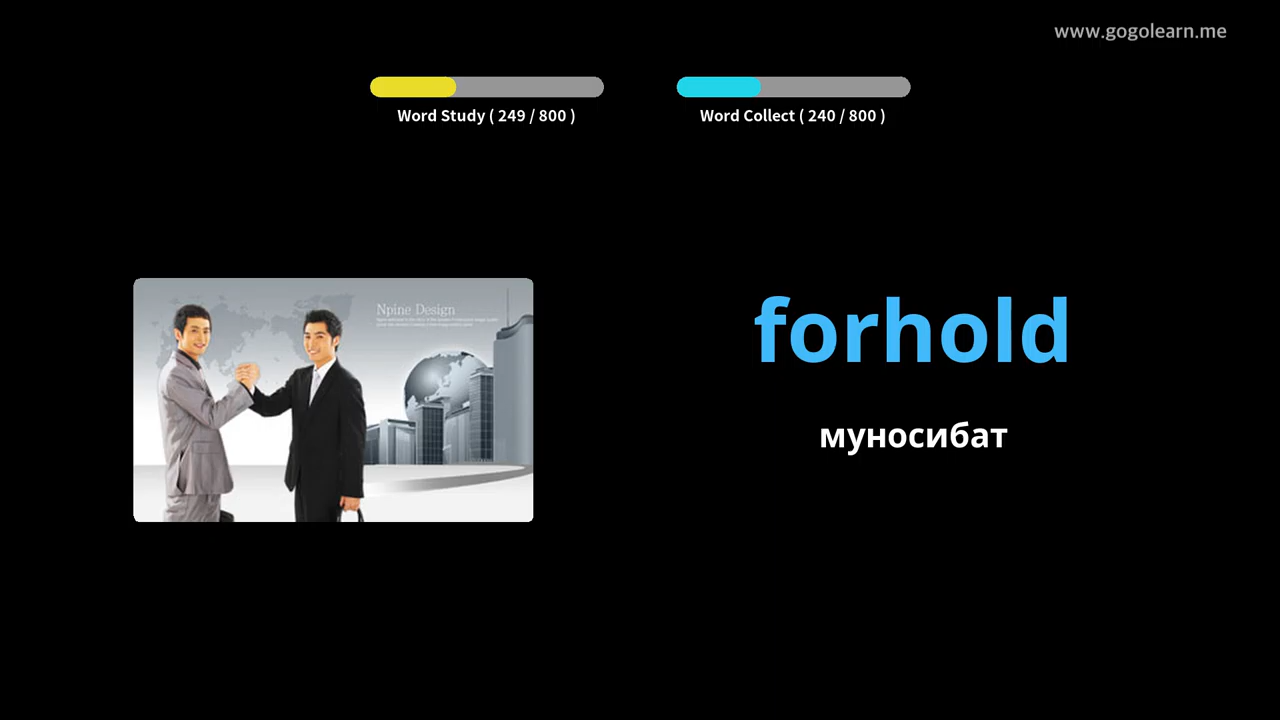 www.gogolearn.me
Word Study ( 249 / 800 )
Word Collect ( 240 / 800 )
Npine Design
forhold
муносибат